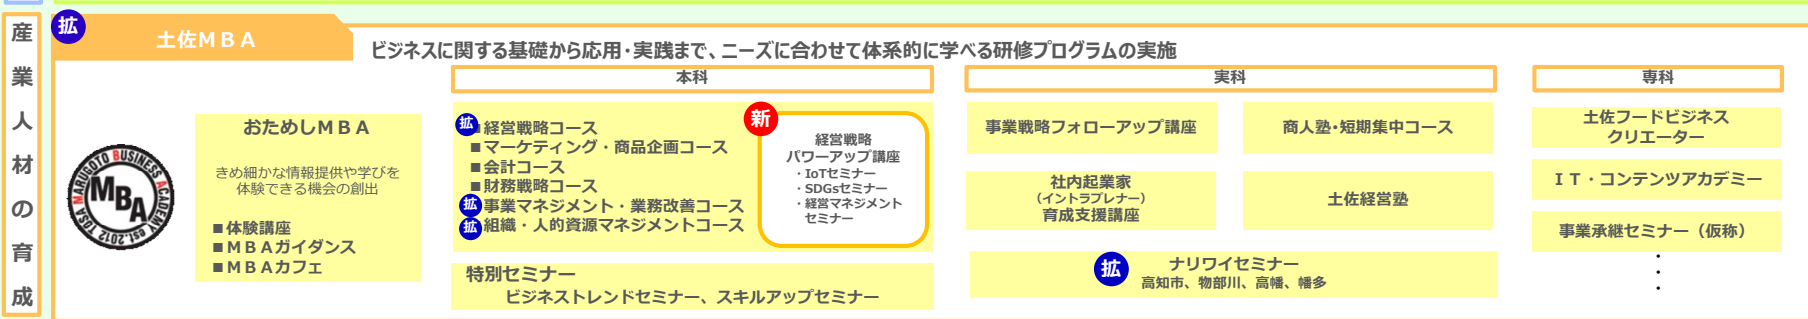 産業人材の育成
拡
土佐ＭＢＡ
ビジネスに関する基礎から応用・実践まで、ニーズに合わせて体系的に学べる研修プログラムの実施
TOSA MARUGOTO BUSINESS ACADEMY
MBA
est.2012
おためしＭＢＡ
きめ細かな情報提供や学びを
体験できる機会の創出
■体験講座
■ＭＢＡガイダンス
■ＭＢＡカフェ
本科
拡
■経営戦略コース
■マーケティング・商品企画コース
■会計コース
■財務戦略コース
拡 事業マネジメント・業務改善コース
拡 組織・人的資源マネジメントコース
新
経営戦略
パワーアップ講座
・IoTセミナー
・SDGsセミナー
・経営マネジメント
セミナー
特別セミナー
ビジネストレンドセミナー、スキルアップセミナー
実科
事業戦略フォローアップ講座
商人塾・短期集中コース
社内起業家
（イントラプレナー）
育成支援講座
土佐経営塾
拡
ナリワイセミナー
高知市、物部川、高幡、幡多
専科
土佐フードビジネス
クリエーター
ＩＴ・コンテンツアカデミー
事業承継セミナー（仮称）
・
・
・